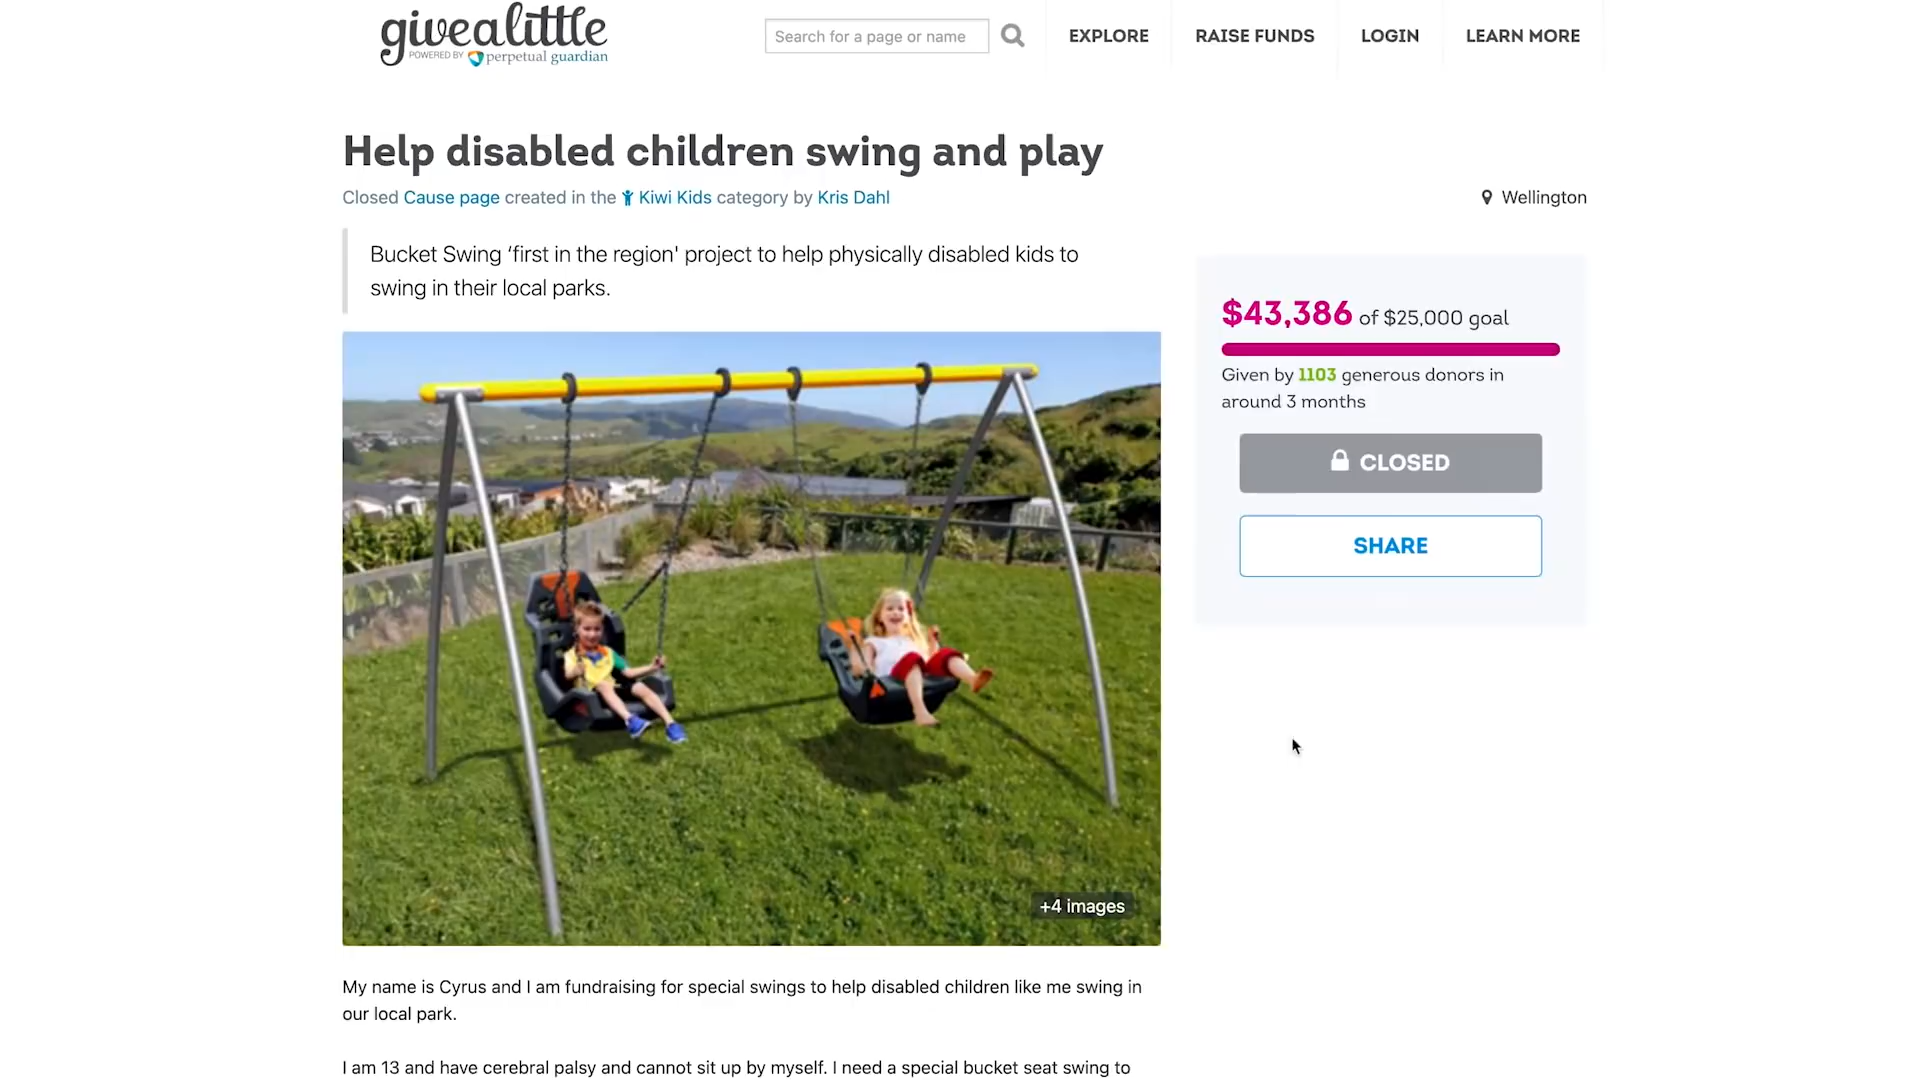 givealittle
POWERED BY perpetual guardian
Search for a page or name
EXPLORE
RAISE FUNDS
LOGIN
LEARN MORE
Help disabled children swing and play
Closed Cause page created in the Kiwi Kids category by Kris Dahl
Wellington
Bucket Swing ‘first in the region' project to help physically disabled kids to
swing in their local parks.
$43,386 of $25,000 goal
Given by 1103 generous donors in
around 3 months
CLOSED
SHARE
+4 images
My name is Cyrus and I am fundraising for special swings to help disabled children like me swing in
our local park.
I am 13 and have cerebral palsy and cannot sit up by myself. I need a special bucket seat swing to